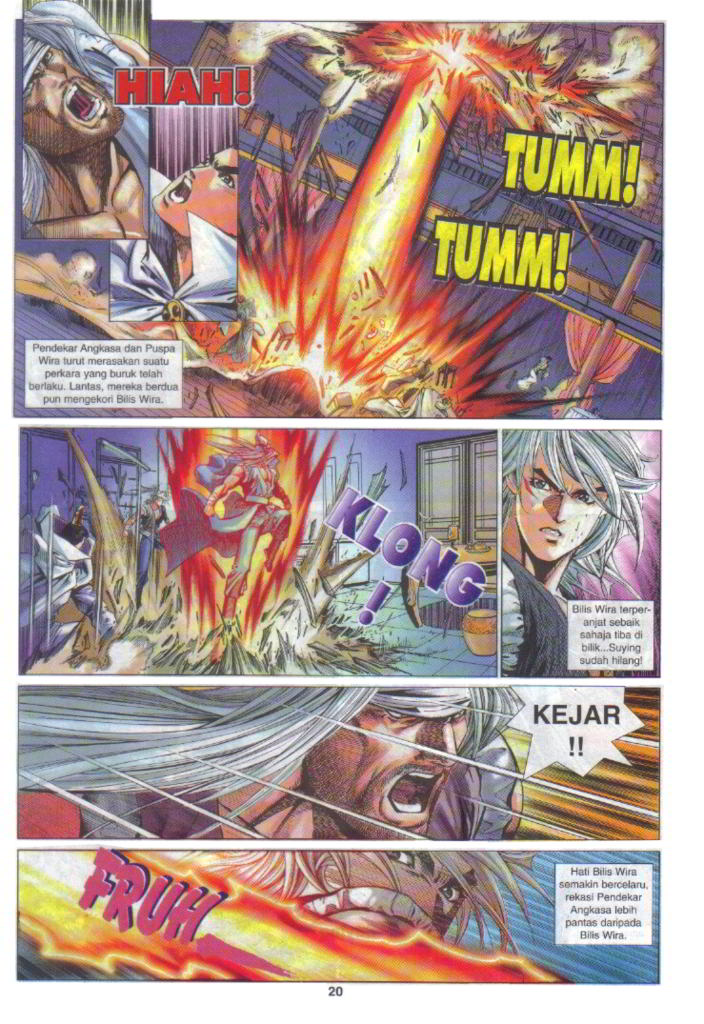 HIAH!
TUMM!
TUMM!
Pendekar Angkasa dan Puspa
Wira turut merasakan suatu
perkara yang buruk telah
berlaku. Lantas, mereka berdua
pun mengekori Bilis Wira.
KLONG
!
Bilis Wira terper-
anjat sebaik
sahaja tiba di
bilik...Suying
sudah hilang!
KEJAR
!!
FRUH
Hati Bilis Wira
semakin bercelaru,
rekasi Pendekar
Angkasa lebih
pantas daripada
Bilis Wira.
20